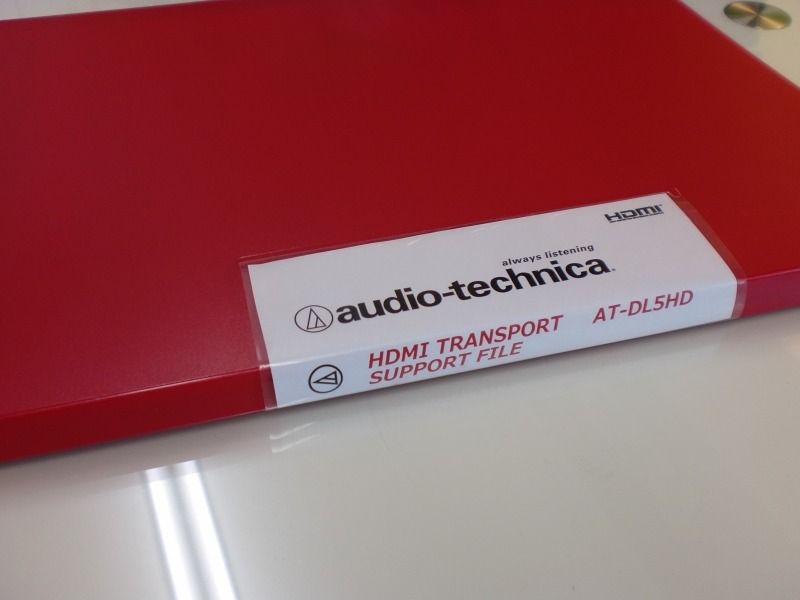 HDMI
always listening
audio-technica
HDMI TRANSPORT AT-DL5HD
SUPPORT FILE